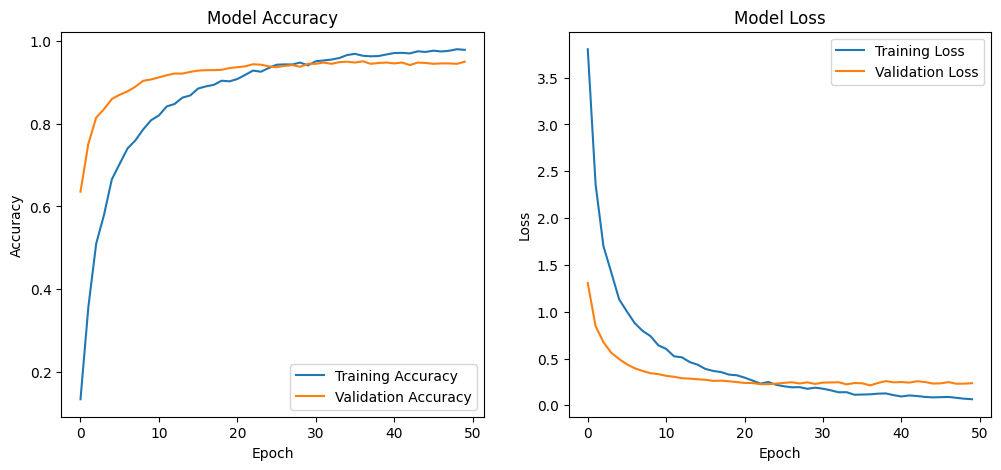 Model Accuracy
1.0
0.8
0.6
0.4
0.2
Accuracy
0
10
20
30
40
50
Epoch
Training Accuracy
Validation Accuracy
Model Loss
3.5
3.0
2.5
2.0
1.5
1.0
0.5
0.0
Loss
0
10
20
30
40
50
Epoch
Training Loss
Validation Loss